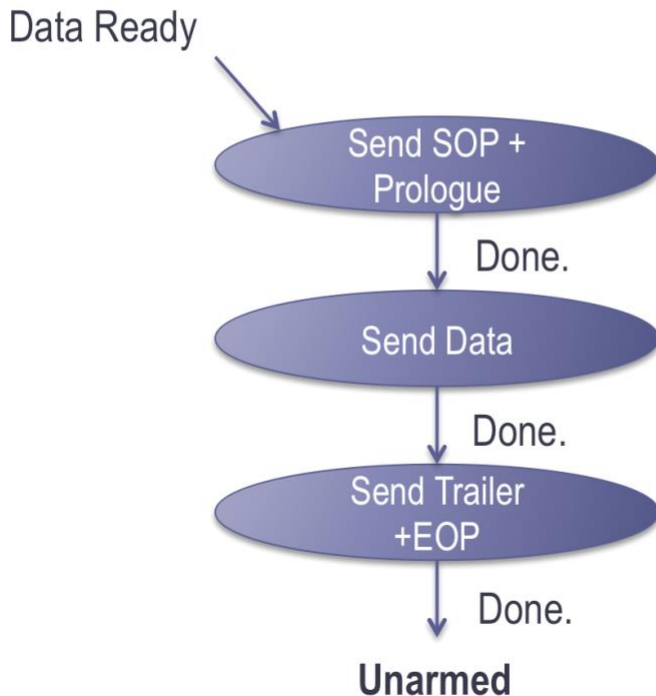 Data Ready
Send SOP +
Prologue
Done.
Send Data
Done.
Send Trailer
+EOP
Done.
Unarmed